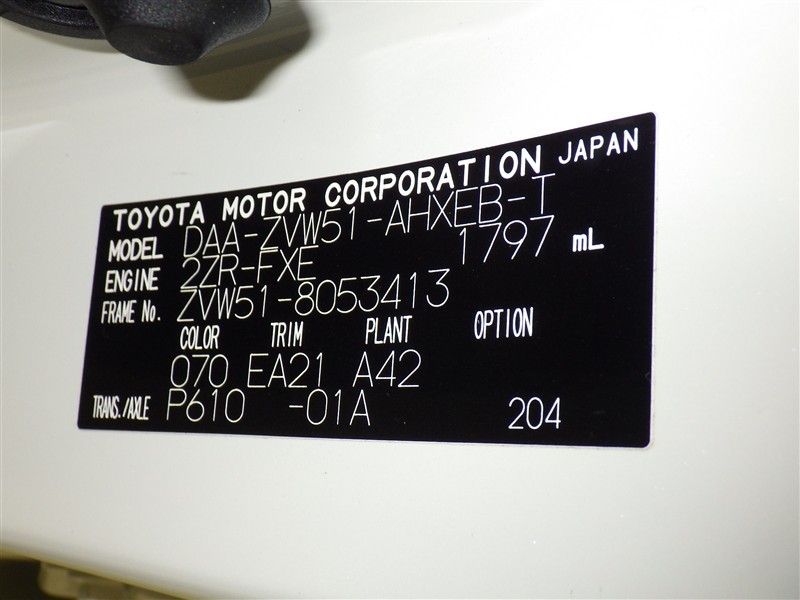 TOYOTA MOTOR CORPORATION JAPAN
MODEL DAA-ZVW51-AHXEB-T
ENGINE 2ZR-FXE 1797 mL
FRAME No. ZVW51-8053413
COLOR TRIM PLANT OPTION
070 EA21 A42
TRANS./AXLE P610 -01A 204